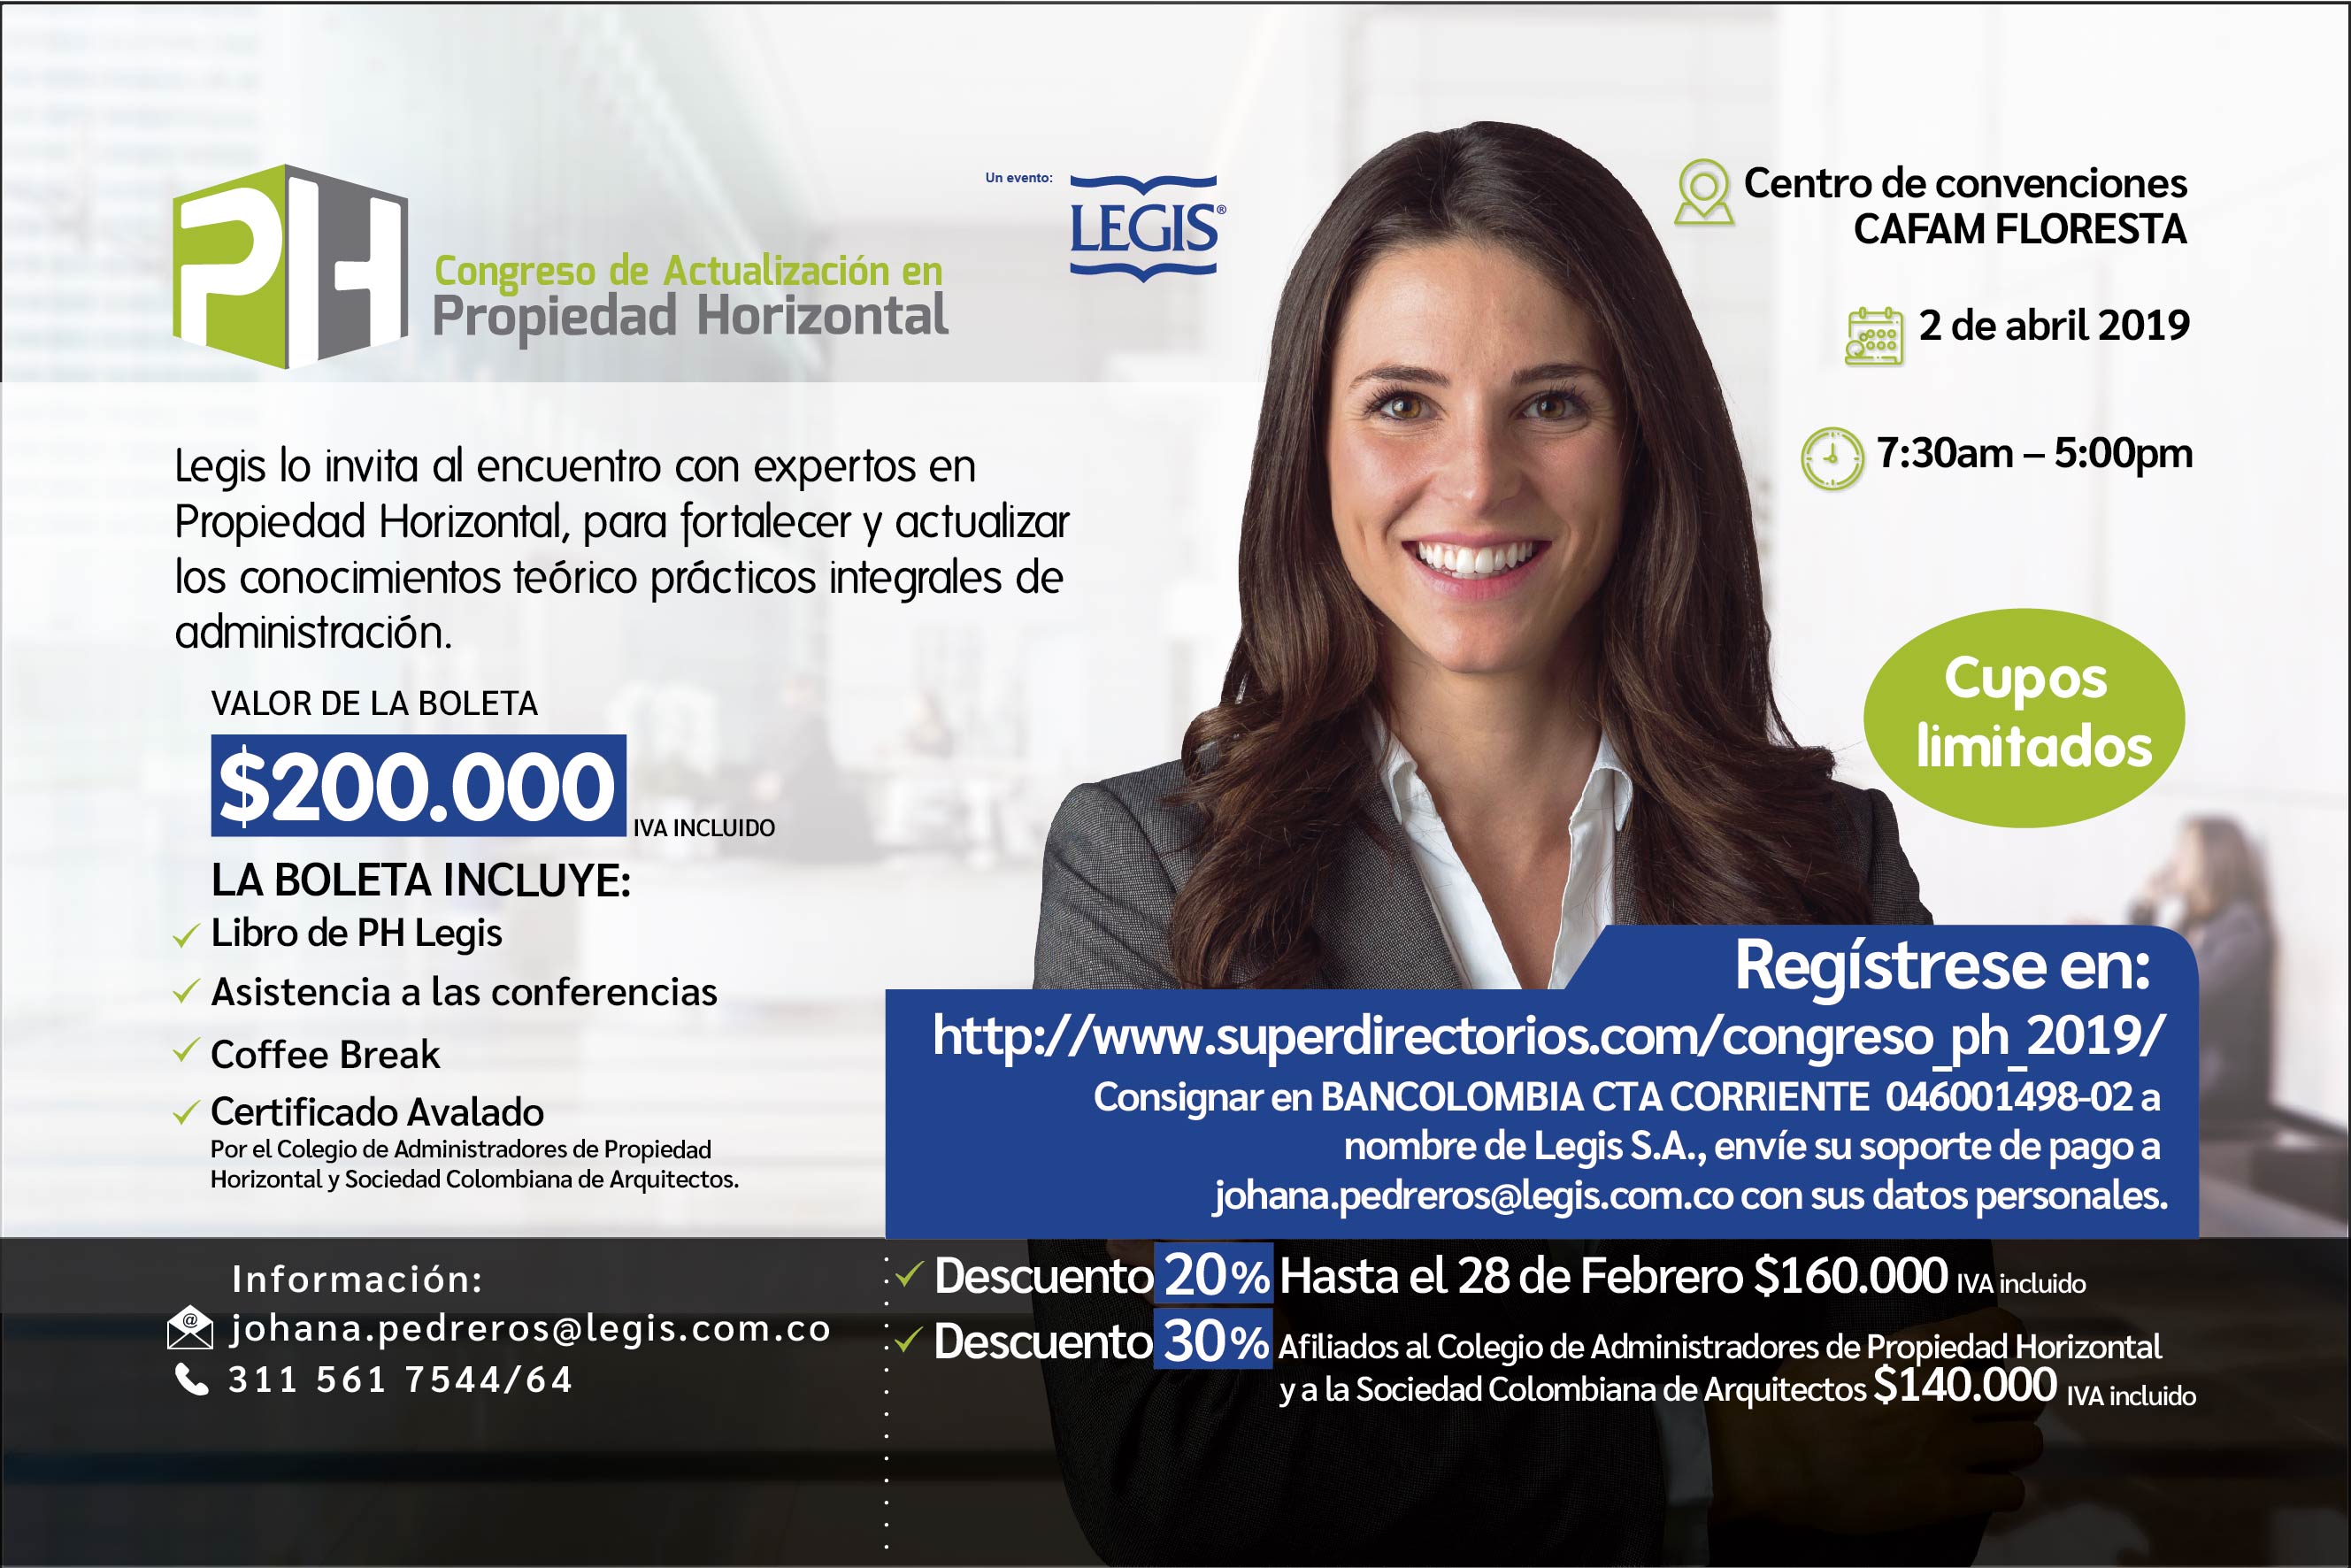 PH
Congreso de Actualización en
Propiedad Horizontal
Un evento:
LEGIS®
Centro de convenciones
CAFAM FLORESTA
2 de abril 2019
7:30am – 5:00pm
Legis lo invita al encuentro con expertos en
Propiedad Horizontal, para fortalecer y actualizar
los conocimientos teórico prácticos integrales de
administración.
Cupos
limitados
VALOR DE LA BOLETA
$200.000 IVA INCLUIDO
LA BOLETA INCLUYE:
Libro de PH Legis
Asistencia a las conferencias
Coffee Break
Certificado Avalado
Por el Colegio de Administradores de Propiedad
Horizontal y Sociedad Colombiana de Arquitectos.
Regístrese en:
http://www.superdirectorios.com/congreso_ph_2019/
Consignar en BANCOLOMBIA CTA CORRIENTE 046001498-02 a
nombre de Legis S.A., envíe su soporte de pago a
johana.pedreros@legis.com.co con sus datos personales.
Información:
@
johana.pedreros@legis.com.co
311 561 7544/64
Descuento 20% Hasta el 28 de Febrero $160.000 IVA incluido
Descuento 30% Afiliados al Colegio de Administradores de Propiedad Horizontal
y a la Sociedad Colombiana de Arquitectos $140.000 IVA incluido